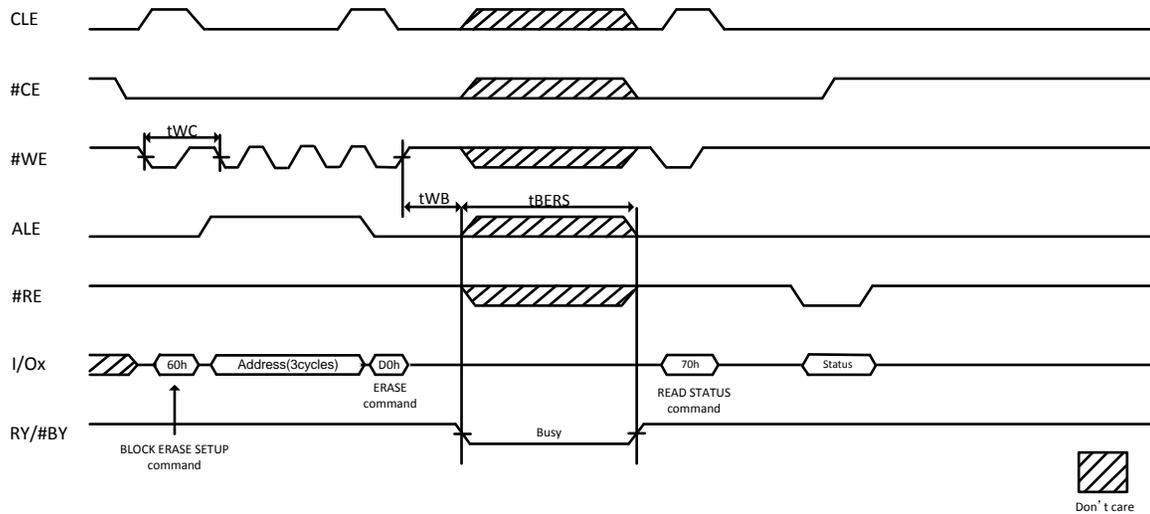 CLE
#CE
tWC
#WE
tWB
tBERS
ALE
#RE
I/Ox
60h
Address(3cycles)
D0h
70h
Status
ERASE
command
READ STATUS
command
RY/#BY
Busy
BLOCK ERASE SETUP
command
Don’t care